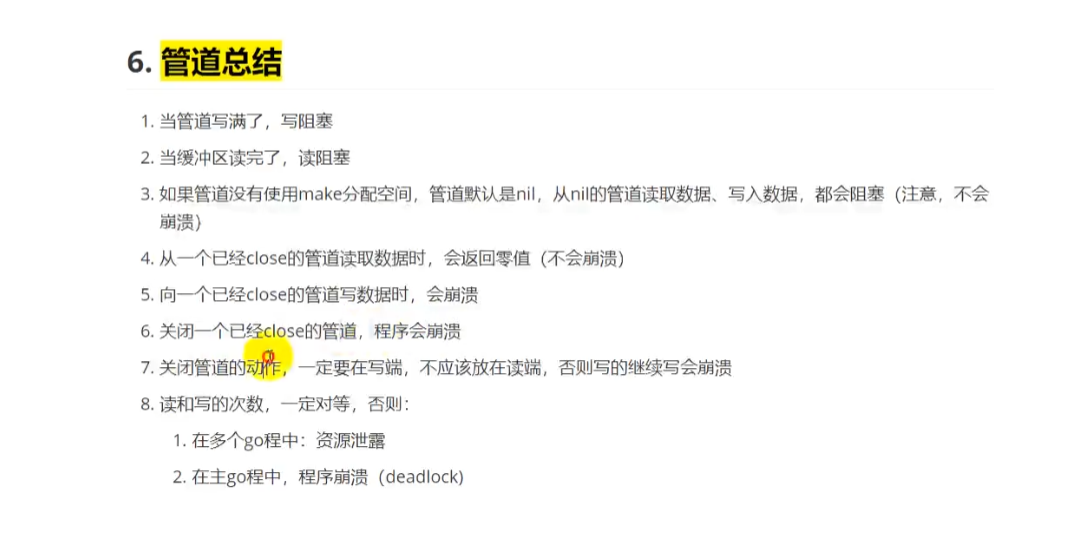 6. 管道总结
1. 当管道写满了，写阻塞
2. 当缓冲区读完了，读阻塞
3. 如果管道没有使用make分配空间，管道默认是nil，从nil的管道读取数据、写入数据，都会阻塞（注意，不会
崩溃）
4. 从一个已经close的管道读取数据时，会返回零值（不会崩溃）
5. 向一个已经close的管道写数据时，会崩溃
6. 关闭一个已经close的管道，程序会崩溃
7. 关闭管道的动作，一定要在写端，不应该放在读端，否则写的继续写会崩溃
8. 读和写的次数，一定对等，否则：
1. 在多个go程中：资源泄露
2. 在主go程中，程序崩溃（deadlock）